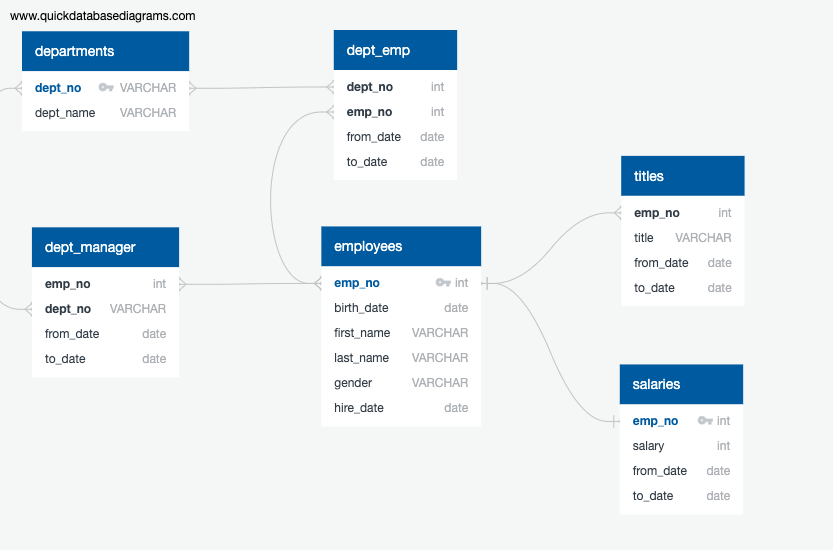 www.quickdatabasediagrams.com
departments
dept_no VARCHAR
dept_name VARCHAR
dept_emp
dept_no int
emp_no int
from_date date
to_date date
titles
emp_no int
title VARCHAR
from_date date
to_date date
dept_manager
emp_no int
dept_no VARCHAR
from_date date
to_date date
employees
emp_no int
birth_date date
first_name VARCHAR
last_name VARCHAR
gender VARCHAR
hire_date date
salaries
emp_no int
salary int
from_date date
to_date date